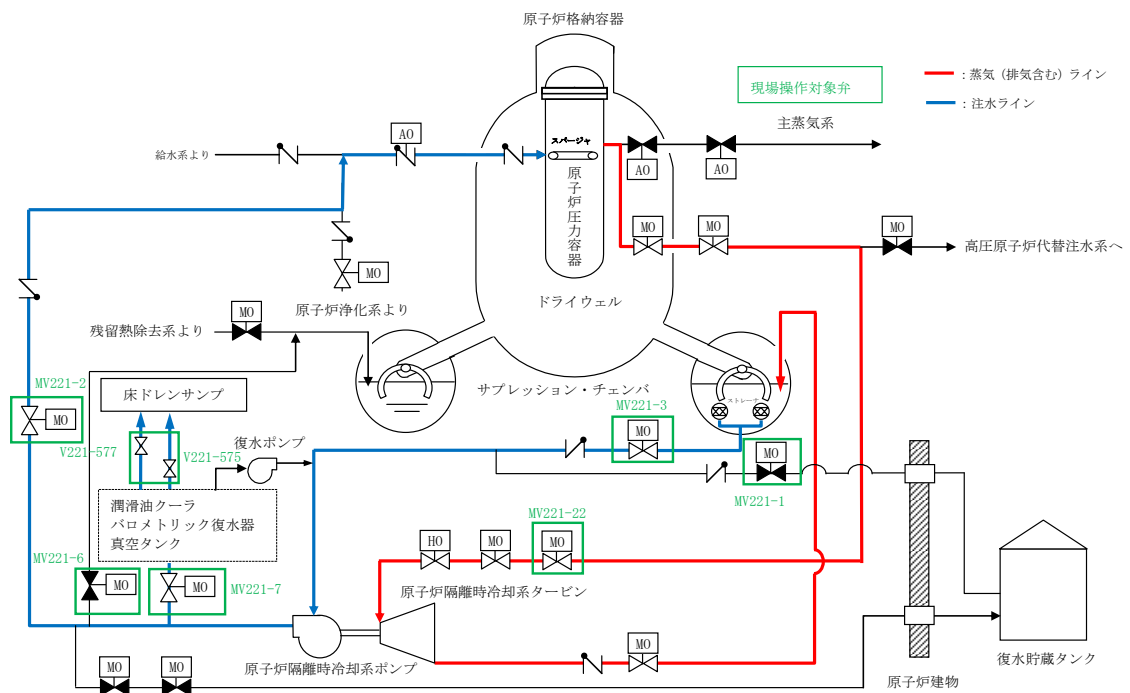 原子炉格納容器
現場操作対象弁
：蒸気（排気含む）ライン
：注水ライン
主蒸気系
AO
給水系より
スパージャ
原子炉圧力容器
AO
AO
MO
MO
MO
高圧原子炉代替注水系へ
MO
原子炉浄化系より
ドライウェル
MO
残留熱除去系より
サプレッション・チェンバ
ストレーナ
MV221-2
MO
床ドレンサンプ
V221-577
V221-575
復水ポンプ
MV221-3
MO
MO
MV221-1
潤滑油クーラ
バロメトリック復水器
真空タンク
MV221-22
HO
MO
MO
MV221-6
MO
MO
MV221-7
原子炉隔離時冷却系タービン
原子炉隔離時冷却系ポンプ
MO
MO
MO
原子炉建物
復水貯蔵タンク